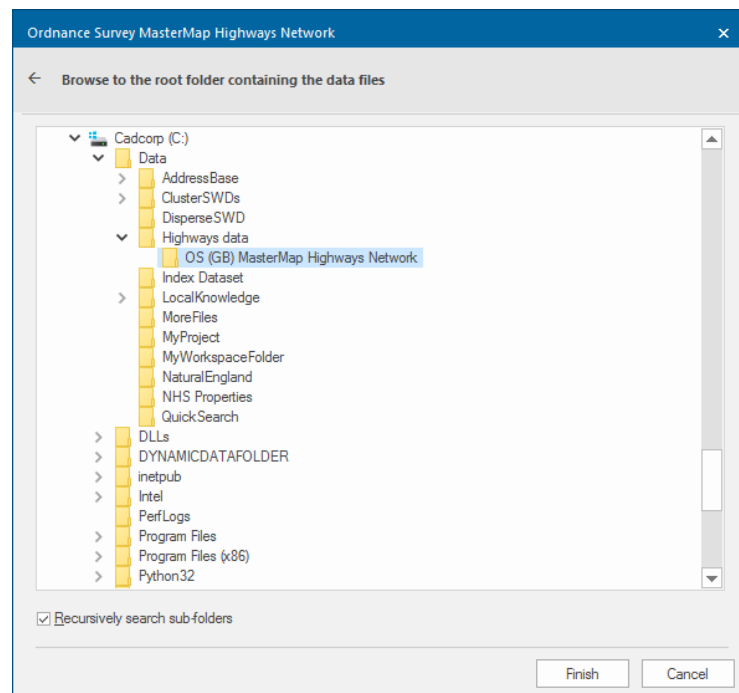 Ordnance Survey MasterMap Highways Network
Browse to the root folder containing the data files
Cadcorp (C:)
Data
AddressBase
ClusterSWDs
DisperseSWD
Highways data
OS (GB) MasterMap Highways Network
Index Dataset
LocalKnowledge
MoreFiles
MyProject
MyWorkspaceFolder
NaturalEngland
NHS Properties
QuickSearch
DLLs
DYNAMICDATAFOLDER
inetpub
Intel
PerfLogs
Program Files
Program Files (x86)
Python32
Recursively search sub-folders
Finish Cancel